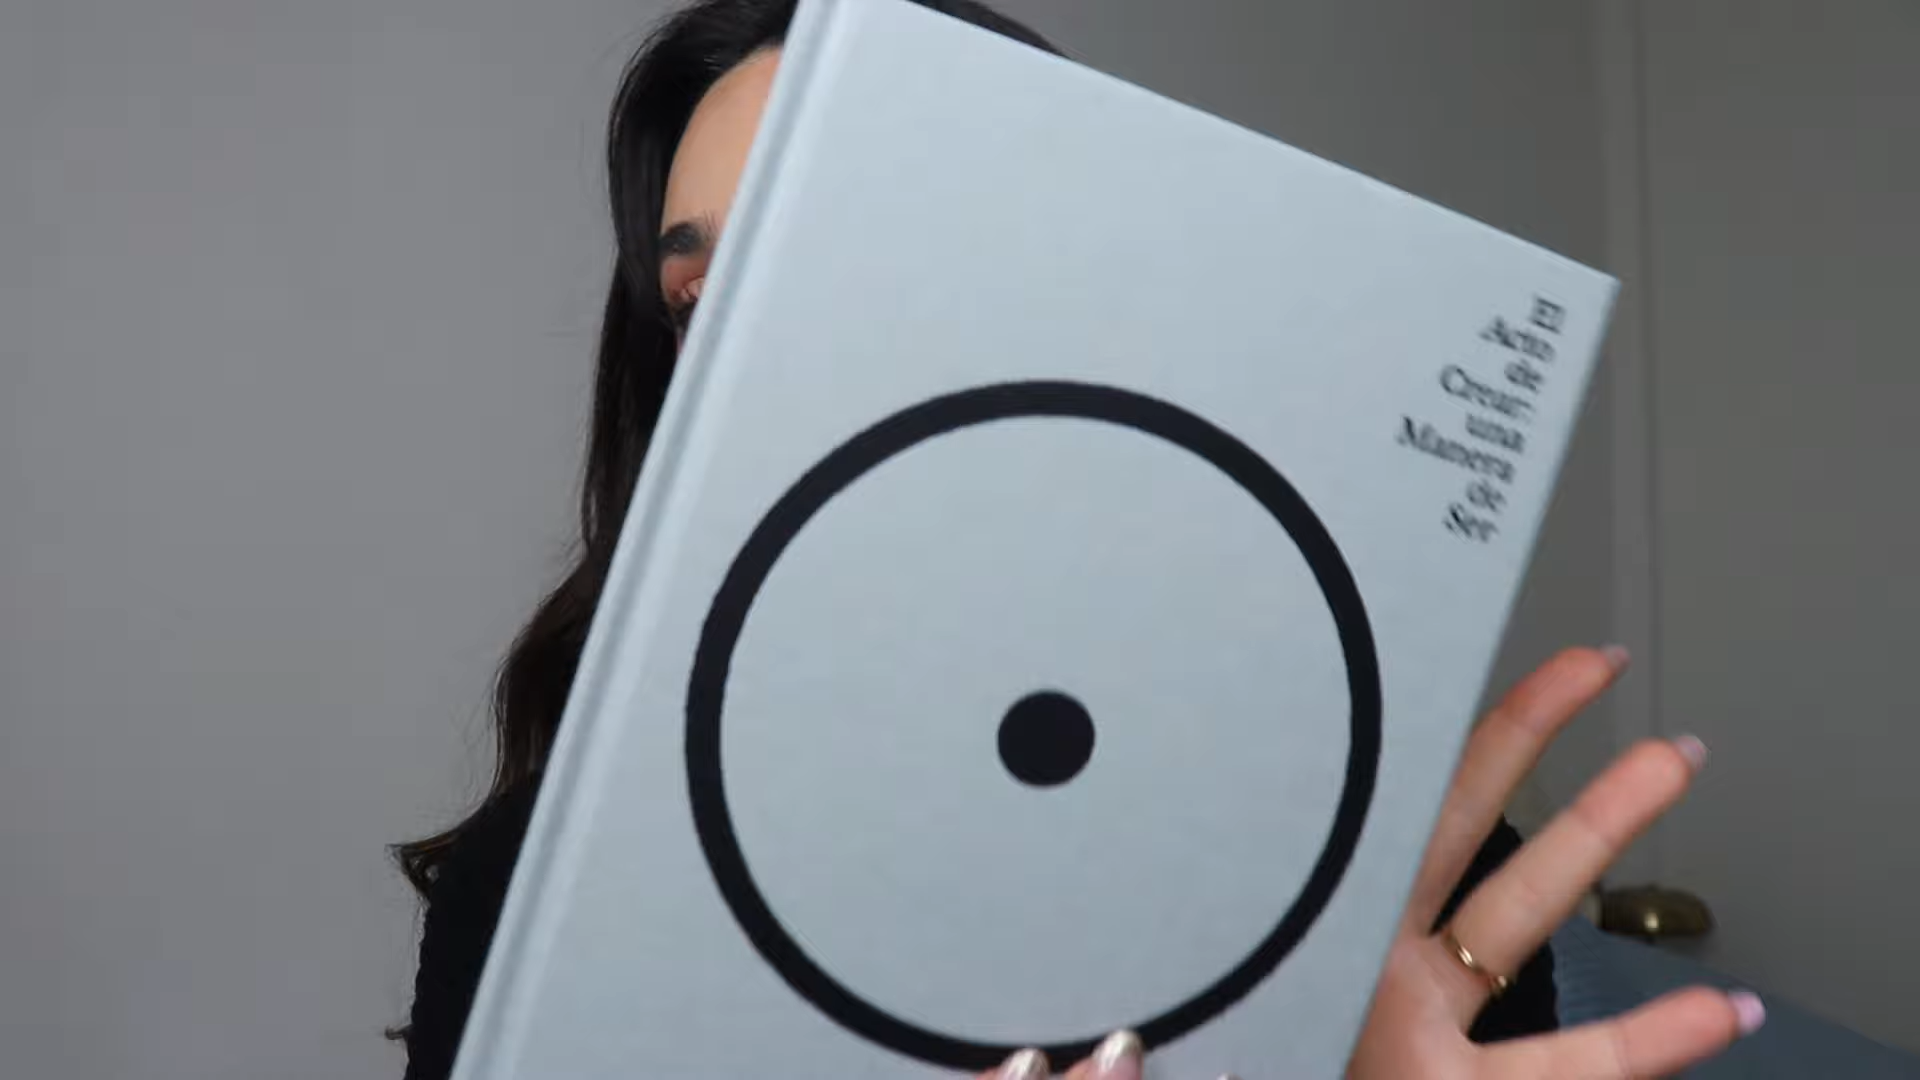 El
Acto
de
Crear:
una
Manera
de
Ser